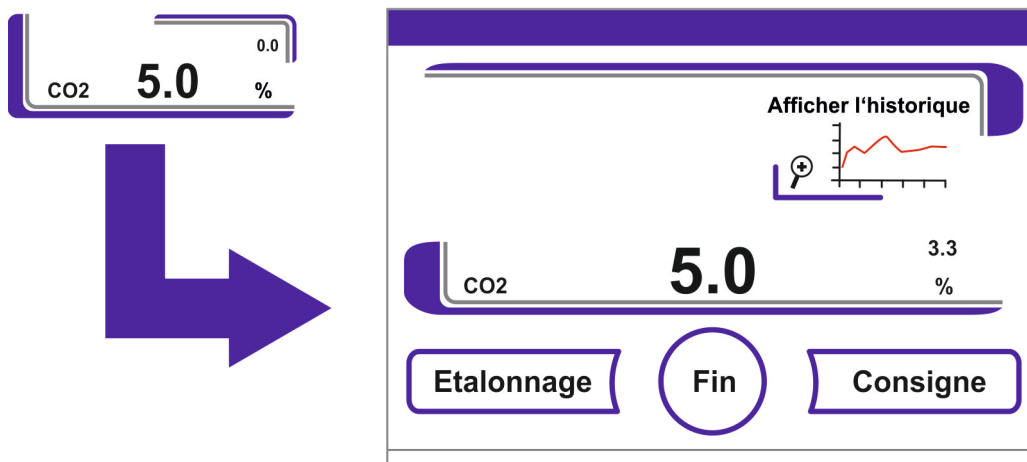 0.0
CO2 5.0 %
Afficher l‘historique
3.3
CO2 5.0 %
Etalonnage Fin Consigne